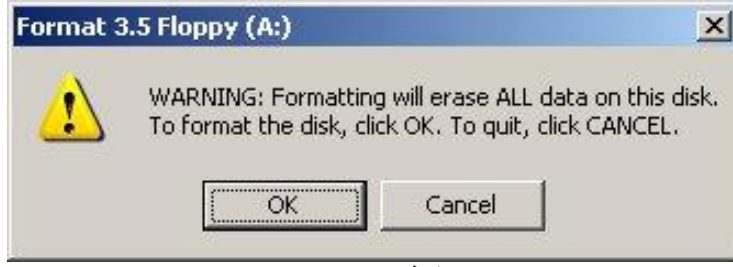 Format 3.5 Floppy (A:)
WARNING: Formatting will erase ALL data on this disk.
To format the disk, click OK. To quit, click CANCEL.
OK
Cancel